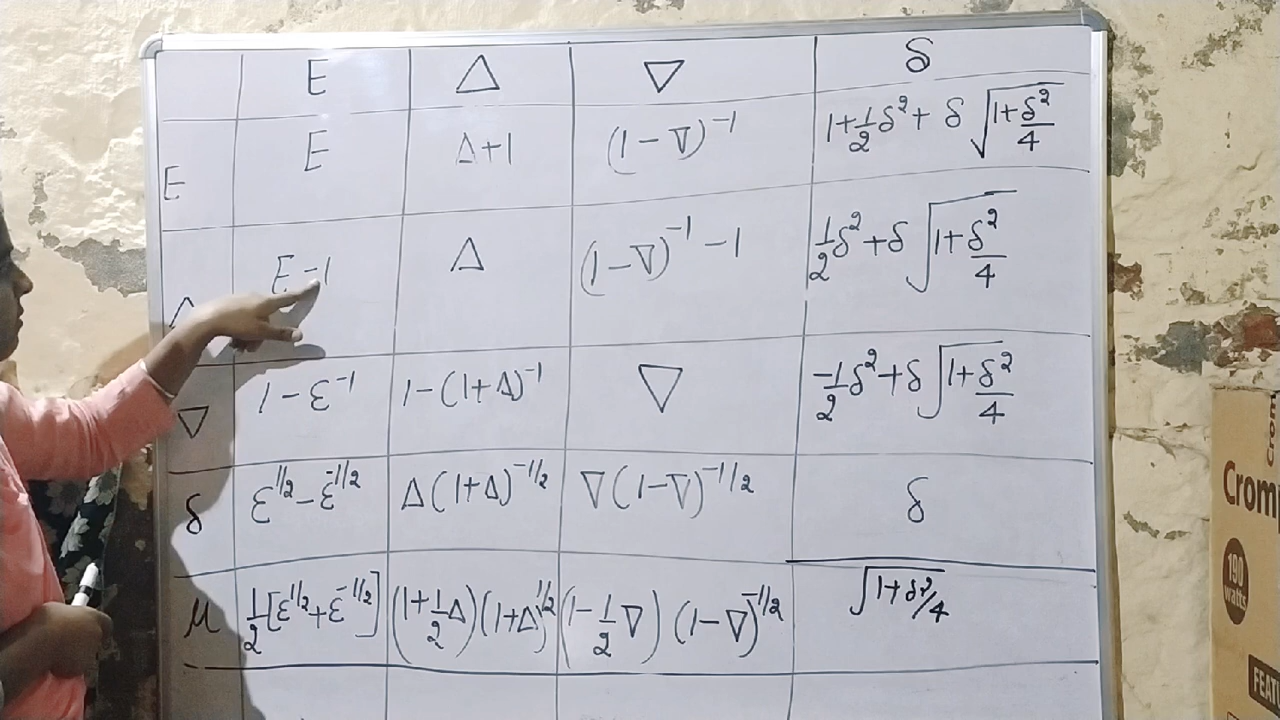 E Δ ∇ δ
E E Δ+1 (1-∇)⁻¹ 1+1/2δ²+δ√(1+δ²/4)
Δ E-1 Δ (1-∇)⁻¹-1 1/2δ²+δ√(1+δ²/4)
∇ 1-E⁻¹ 1-(1+Δ)⁻¹ ∇ -1/2δ²+δ√(1+δ²/4)
δ E^1/2-E^-1/2 Δ(1+Δ)^-1/2 ∇(1-∇)^-1/2 δ
μ 1/2[E^1/2+E^-1/2] (1+1/2Δ)(1+Δ)^1/2 (1-1/2∇)(1-∇)^-1/2 √(1+δ²/4)
Crom
Crom
190
watts